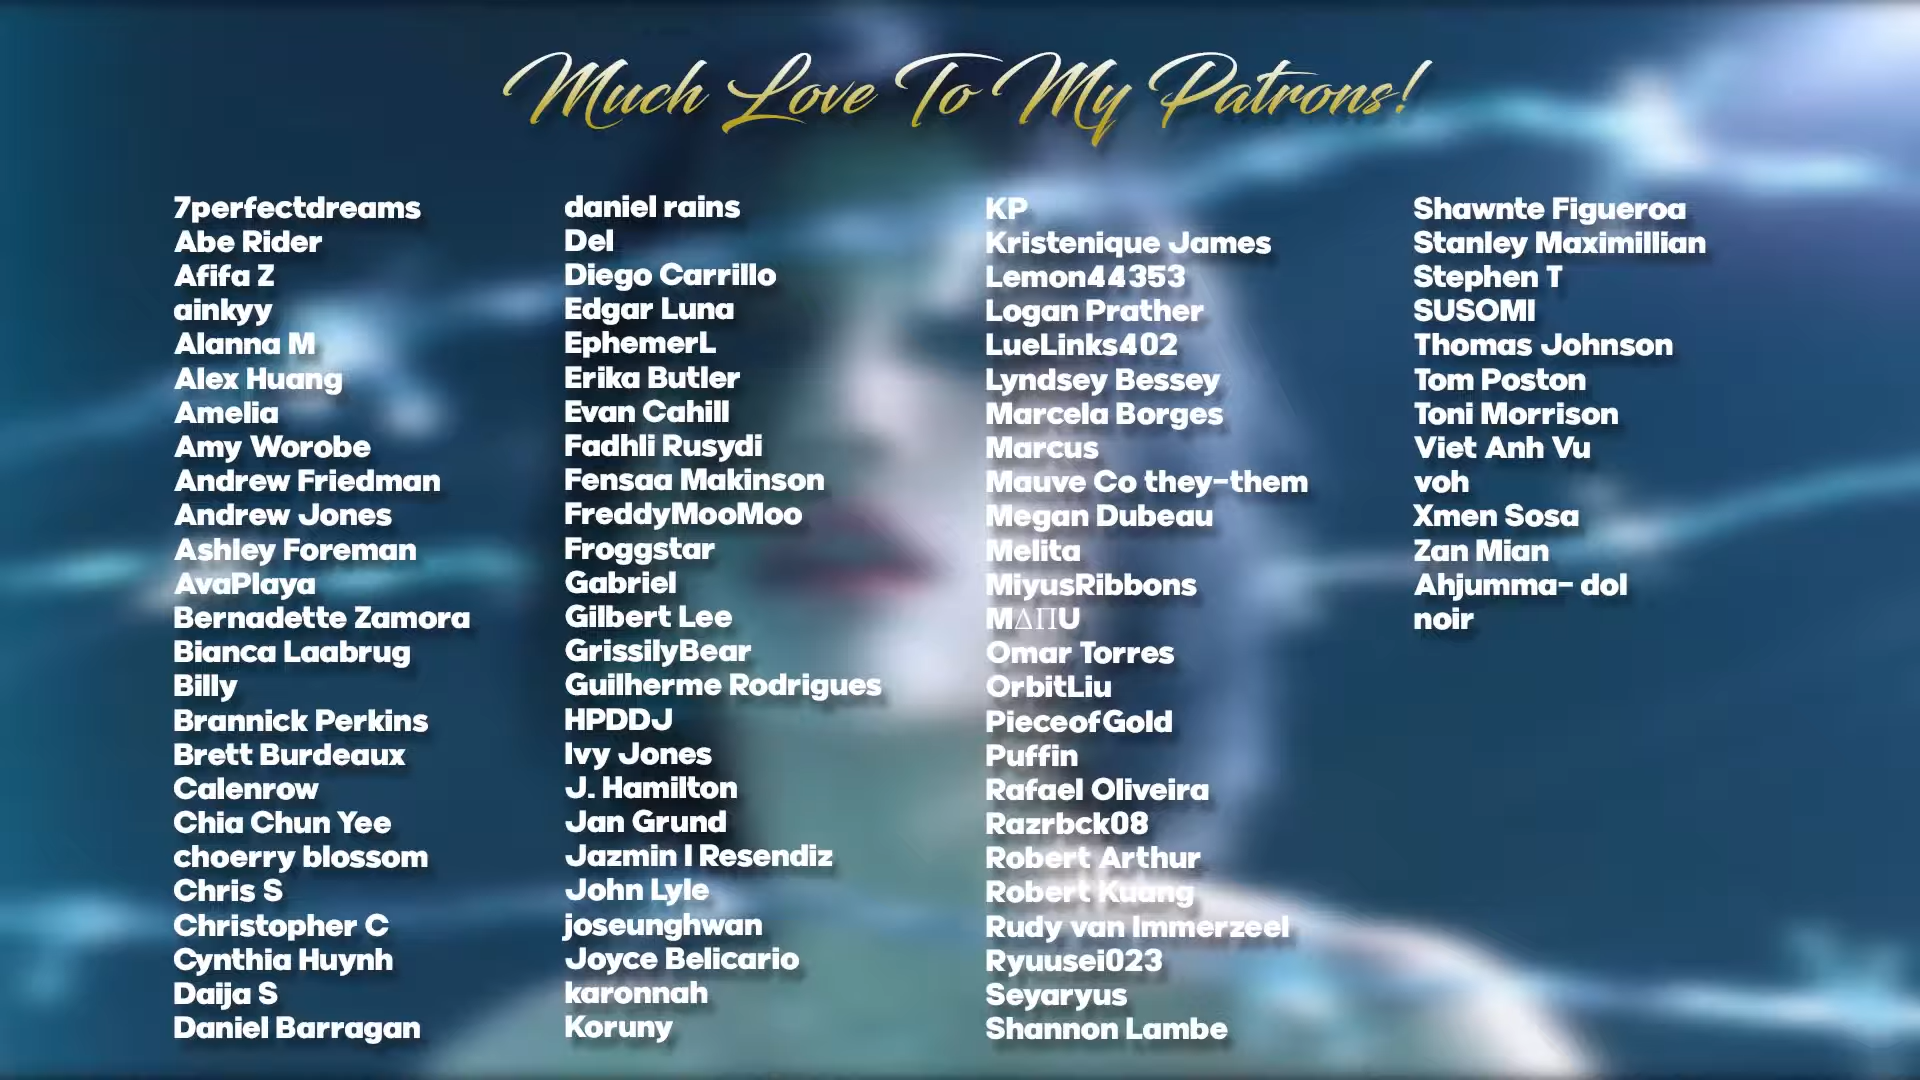 Much Love To My Patrons!
7perfectdreams
Abe Rider
Afifa Z
ainkyy
Alanna M
Alex Huang
Amelia
Amy Worobe
Andrew Friedman
Andrew Jones
Ashley Foreman
AvaPlaya
Bernadette Zamora
Bianca Laabrug
Billy
Brannick Perkins
Brett Burdeaux
Calenrow
Chia Chun Yee
choerry blossom
Chris S
Christopher C
Cynthia Huynh
Daija S
Daniel Barragan
daniel rains
Del
Diego Carrillo
Edgar Luna
EphemerL
Erika Butler
Evan Cahill
Fadhli Rusydi
Fensaa Makinson
FreddyMooMoo
Froggstar
Gabriel
Gilbert Lee
GrissilyBear
Guilherme Rodrigues
HPDDJ
Ivy Jones
J. Hamilton
Jan Grund
Jazmin I Resendiz
John Lyle
joseunghwan
Joyce Belicario
karonnah
Koruny
KP
Kristenique James
Lemon44353
Logan Prather
LueLinks402
Lyndsey Bessey
Marcela Borges
Marcus
Mauve Co they-them
Megan Dubeau
Melita
MiyusRibbons
MΔΠU
Omar Torres
OrbitLiu
PieceofGold
Puffin
Rafael Oliveira
Razrbck08
Robert Arthur
Robert Kuang
Rudy van Immerzeel
Ryuusei023
Seyaryus
Shannon Lambe
Shawnte Figueroa
Stanley Maximillian
Stephen T
SUSOMI
Thomas Johnson
Tom Poston
Toni Morrison
Viet Anh Vu
voh
Xmen Sosa
Zan Mian
Ahjumma- dol
noir